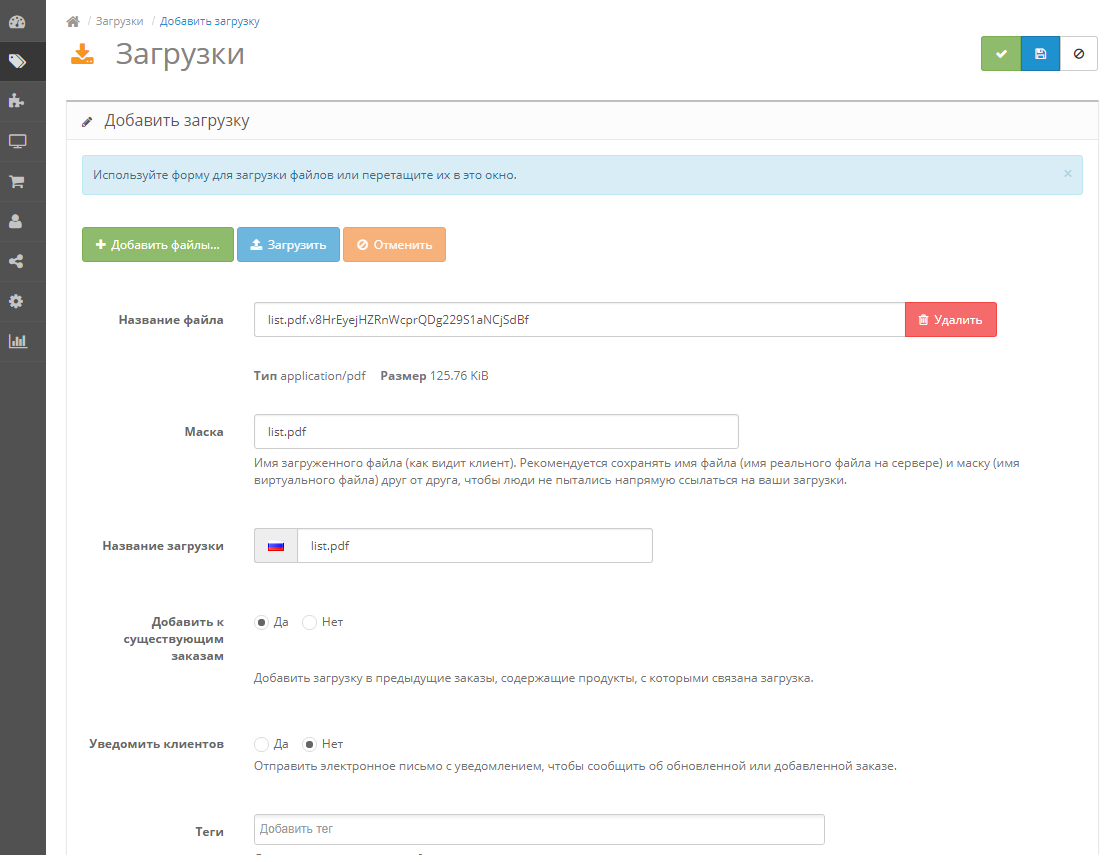 / Загрузки / Добавить загрузку
Загрузки
Добавить загрузку
Используйте форму для загрузки файлов или перетащите их в это окно. ×
Добавить файлы... Загрузить Отменить
Название файла list.pdf.v8HrEyejHZRnWcprQDg229S1aNCjSdBf Удалить
Тип application/pdf Размер 125.76 KiB
Маска list.pdf
Имя загруженного файла (как видит клиент). Рекомендуется сохранять имя файла (имя реального файла на сервере) и маску (имя
виртуального файла) друг от друга, чтобы люди не пытались напрямую ссылаться на ваши загрузки.
Название загрузки list.pdf
Добавить к
существующим
заказам
Да Нет
Добавить загрузку в предыдущие заказы, содержащие продукты, с которыми связана загрузка.
Уведомить клиентов Да Нет
Отправить электронное письмо с уведомлением, чтобы сообщить об обновленной или добавленной заказе.
Теги Добавить тег